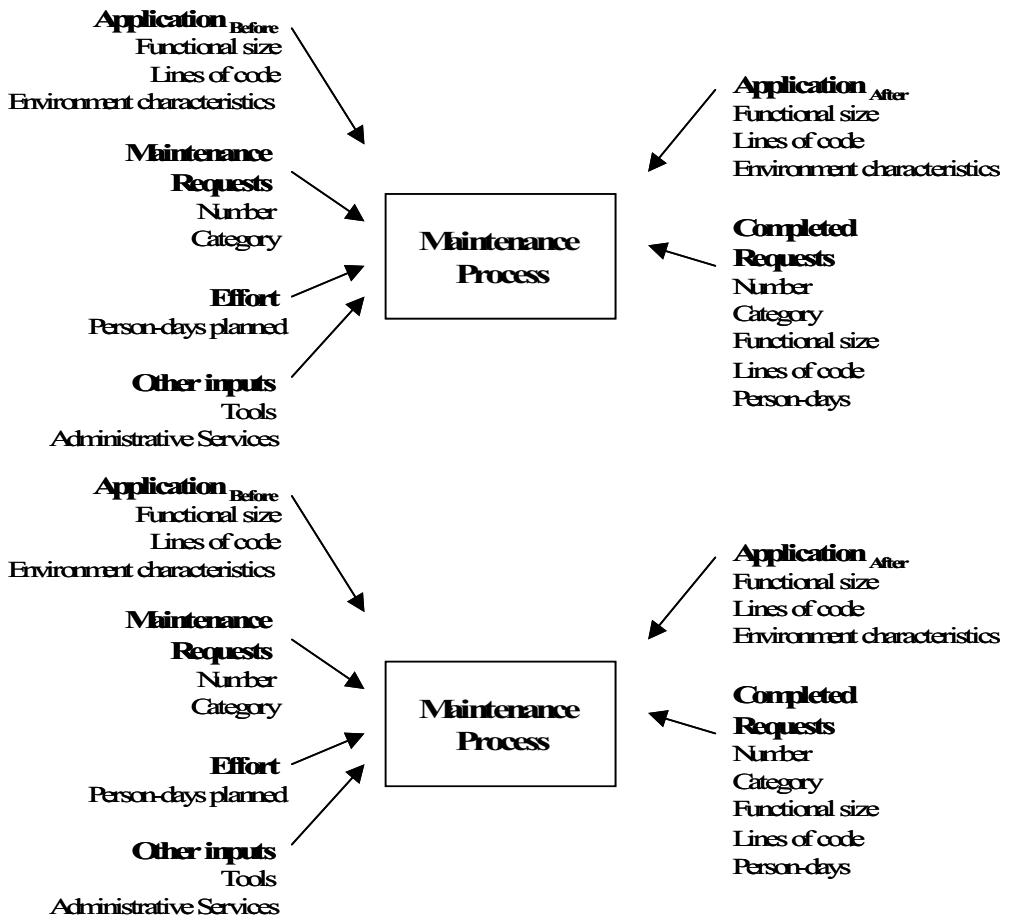 Application Before
Functional size
Lines of code
Environment characteristics
Maintenance
Requests
Number
Category
Effort
Person-days planned
Other inputs
Tools
Administrative Services
Maintenance
Process
Application After
Functional size
Lines of code
Environment characteristics
Completed
Requests
Number
Category
Functional size
Lines of code
Person-days
Application Before
Functional size
Lines of code
Environment characteristics
Maintenance
Requests
Number
Category
Effort
Person-days planned
Other inputs
Tools
Administrative Services
Maintenance
Process
Application After
Functional size
Lines of code
Environment characteristics
Completed
Requests
Number
Category
Functional size
Lines of code
Person-days